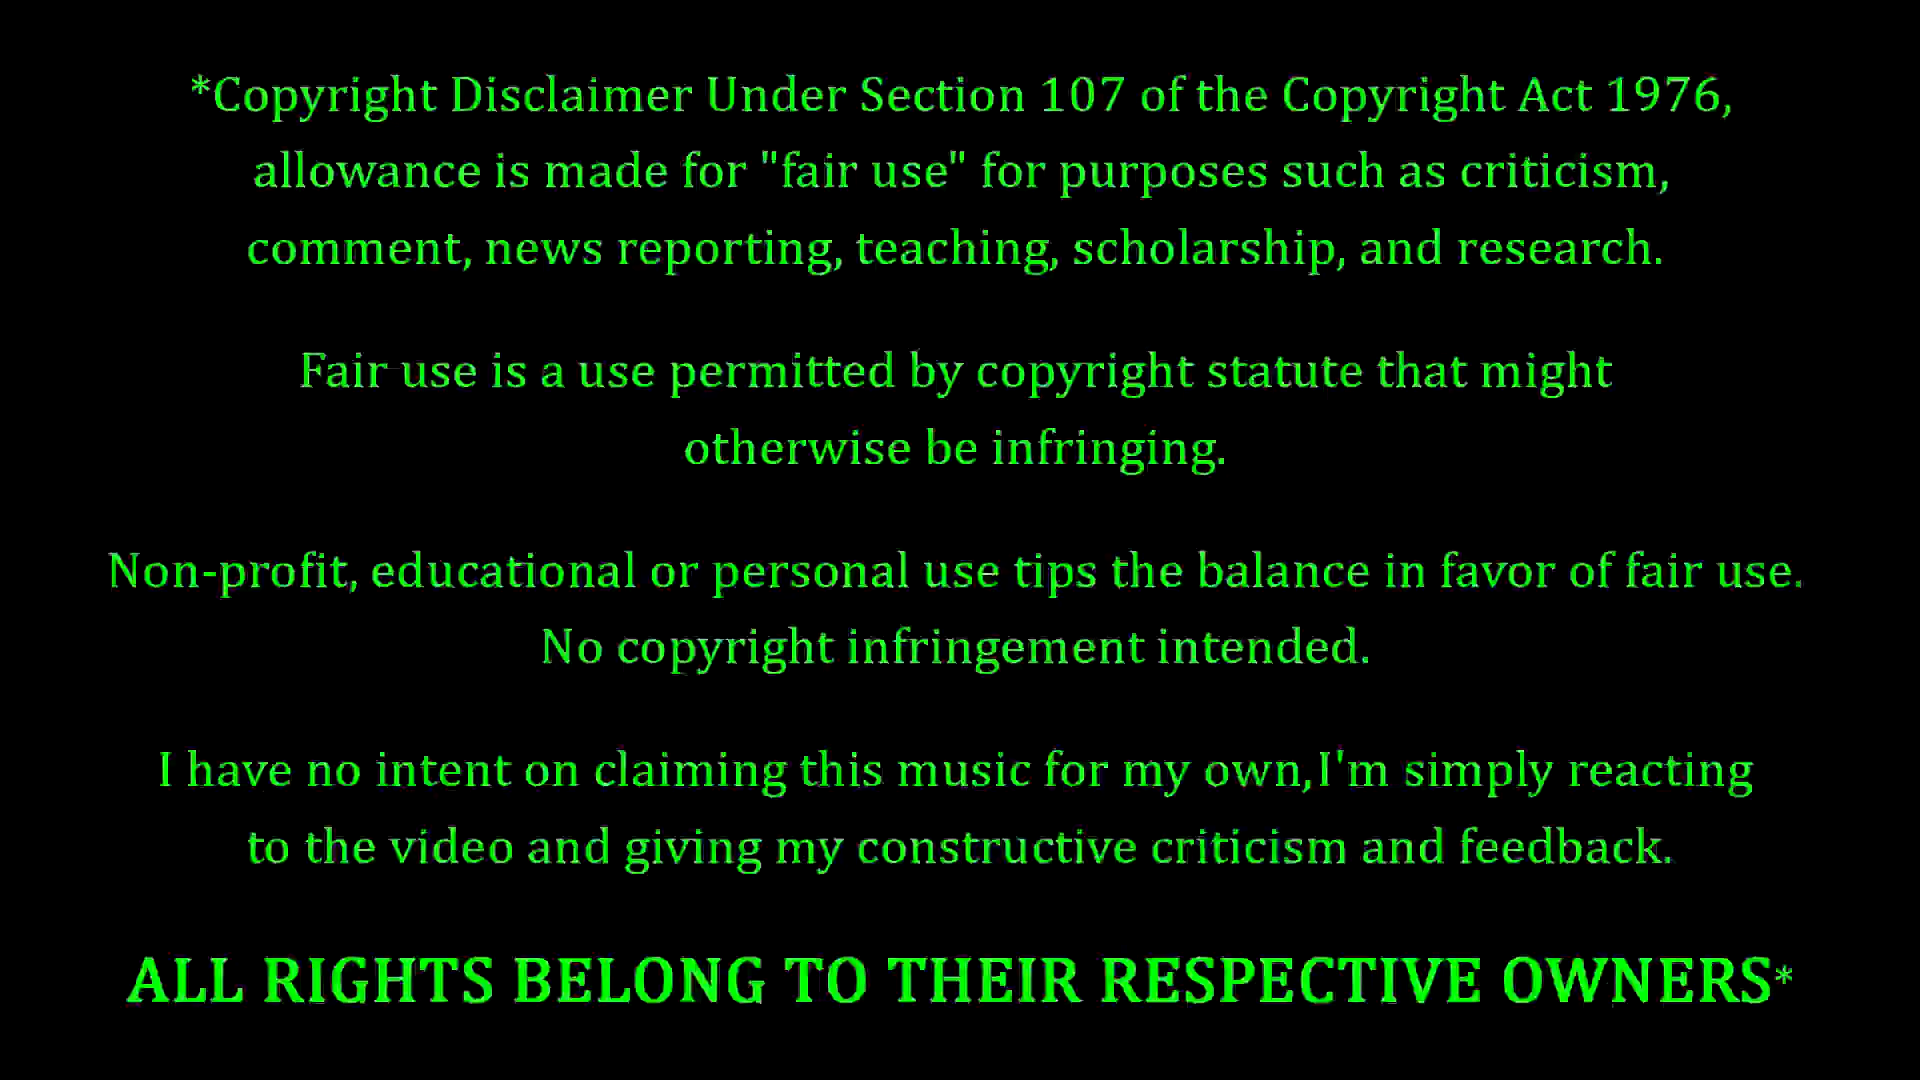 *Copyright Disclaimer Under Section 107 of the Copyright Act 1976,
allowance is made for "fair use" for purposes such as criticism,
comment, news reporting, teaching, scholarship, and research.
Fair use is a use permitted by copyright statute that might
otherwise be infringing.
Non-profit, educational or personal use tips the balance in favor of fair use.
No copyright infringement intended.
I have no intent on claiming this music for my own,I'm simply reacting
to the video and giving my constructive criticism and feedback.
ALL RIGHTS BELONG TO THEIR RESPECTIVE OWNERS*